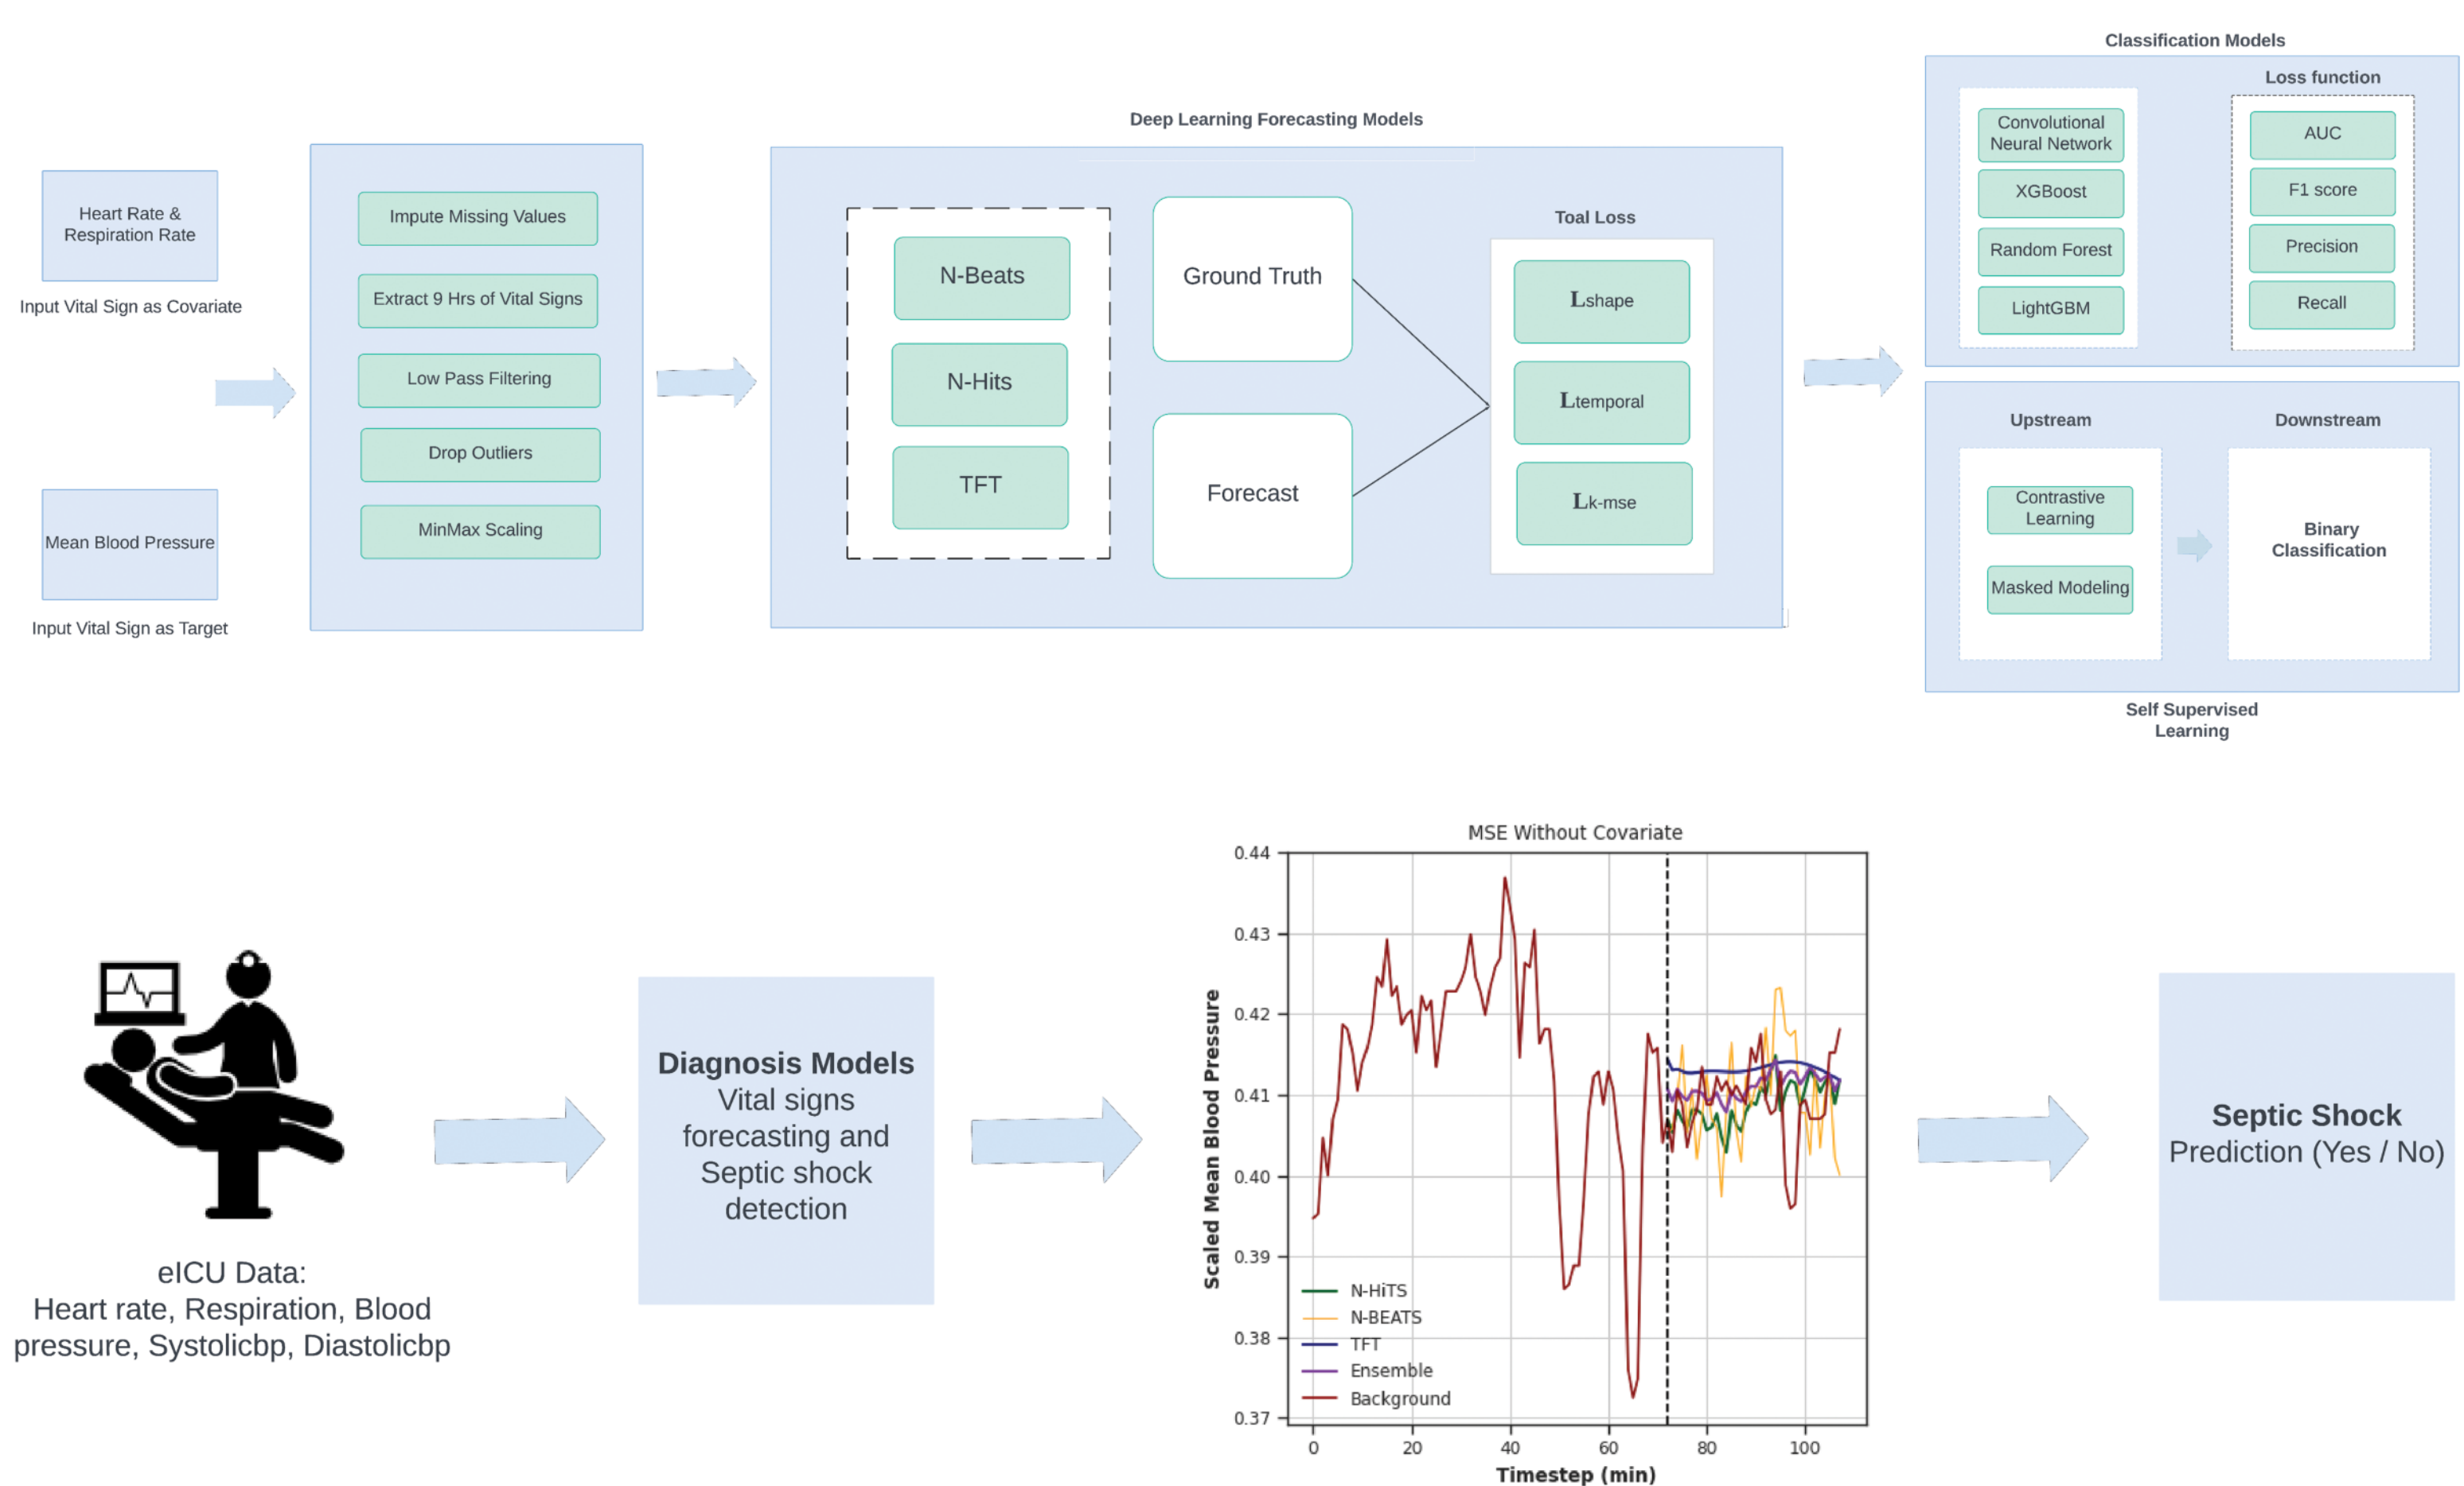 Heart Rate &
Respiration Rate
Input Vital Sign as Covariate
Mean Blood Pressure
Input Vital Sign as Target
Impute Missing Values
Extract 9 Hrs of Vital Signs
Low Pass Filtering
Drop Outliers
MinMax Scaling
Deep Learning Forecasting Models
N-Beats
N-Hits
TFT
Ground Truth
Forecast
Toal Loss
Lshape
Ltemporal
Lk-mse
Classification Models
Convolutional
Neural Network
XGBoost
Random Forest
LightGBM
Loss function
AUC
F1 score
Precision
Recall
Upstream
Contrastive
Learning
Masked Modeling
Downstream
Binary
Classification
Self Supervised
Learning
eICU Data:
Heart rate, Respiration, Blood
pressure, Systolicbp, Diastolicbp
Diagnosis Models
Vital signs
forecasting and
Septic shock
detection
MSE Without Covariate
Scaled Mean Blood Pressure
0.44
0.43
0.42
0.41
0.40
0.39
0.38
0.37
N-HiTS
N-BEATS
TFT
Ensemble
Background
0 20 40 60 80 100
Timestep (min)
Septic Shock
Prediction (Yes / No)